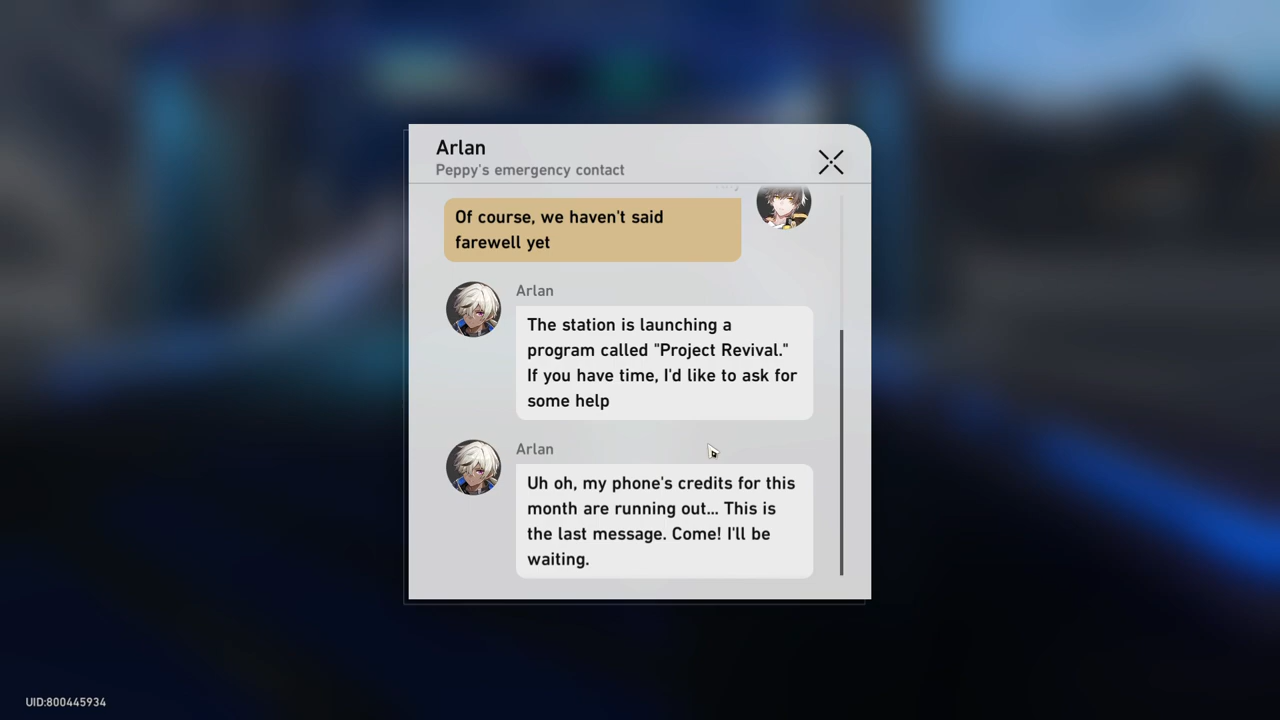 Arlan
Peppy's emergency contact
Of course, we haven't said
farewell yet
Arlan
The station is launching a
program called "Project Revival."
If you have time, I'd like to ask for
some help
Arlan
Uh oh, my phone's credits for this
month are running out... This is
the last message. Come! I'll be
waiting.
UID:800445934